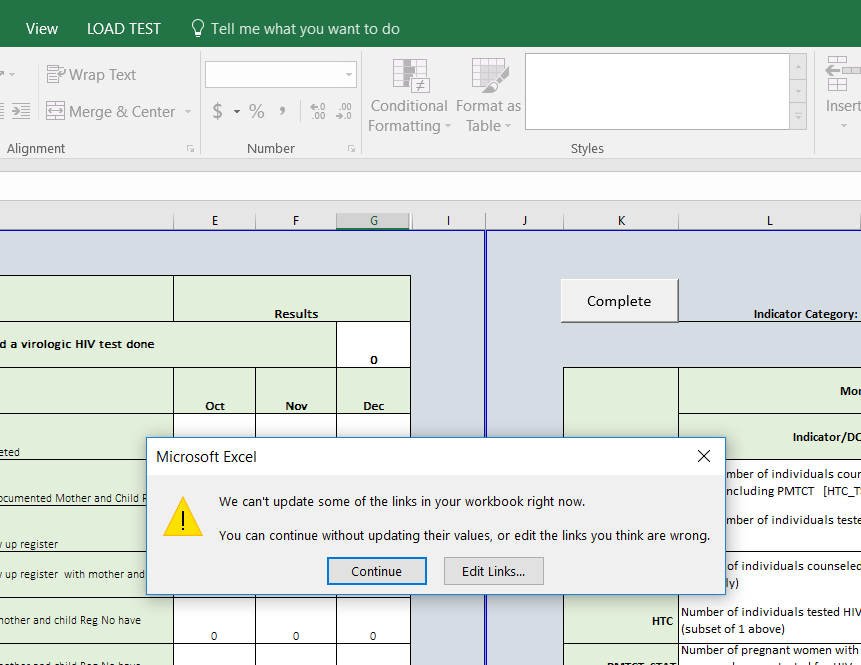 View LOAD TEST Tell me what you want to do
Wrap Text
Merge & Center
$ % ,
Conditional Formatting
Format as Table
Insert
Alignment Number Styles
E F G I J K L
Results
Complete
Indicator Category:
d a virologic HIV test done
0
Oct Nov Dec
Mon
Indicator/DC
eted
ocumented Mother and Child R
y up register
y up register with mother and
mother and child Reg No have
0 0 0
mother and child Reg No have
mber of individuals coun
ncluding PMTCT [HTC_TS
mber of individuals teste
of individuals counseled
ly)
HTC
Number of individuals tested HIV
(subset of 1 above)
PMTCT_STAT
Number of pregnant women with
Microsoft Excel
We can't update some of the links in your workbook right now.
You can continue without updating their values, or edit the links you think are wrong.
Continue
Edit Links...